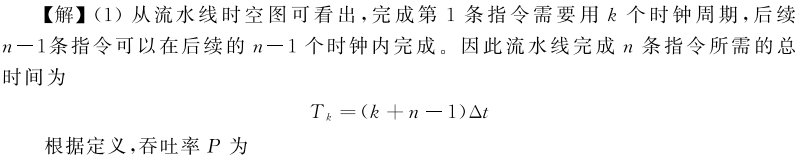 【解】(1) 从流水线时空图可看出,完成第 1 条指令需要用 k 个时钟周期,后续
n－1条指令可以在后续的 n－1 个时钟内完成。因此流水线完成 n 条指令所需的总
时间为
Tₖ＝(k＋n－1)Δt
根据定义,吞吐率 P 为